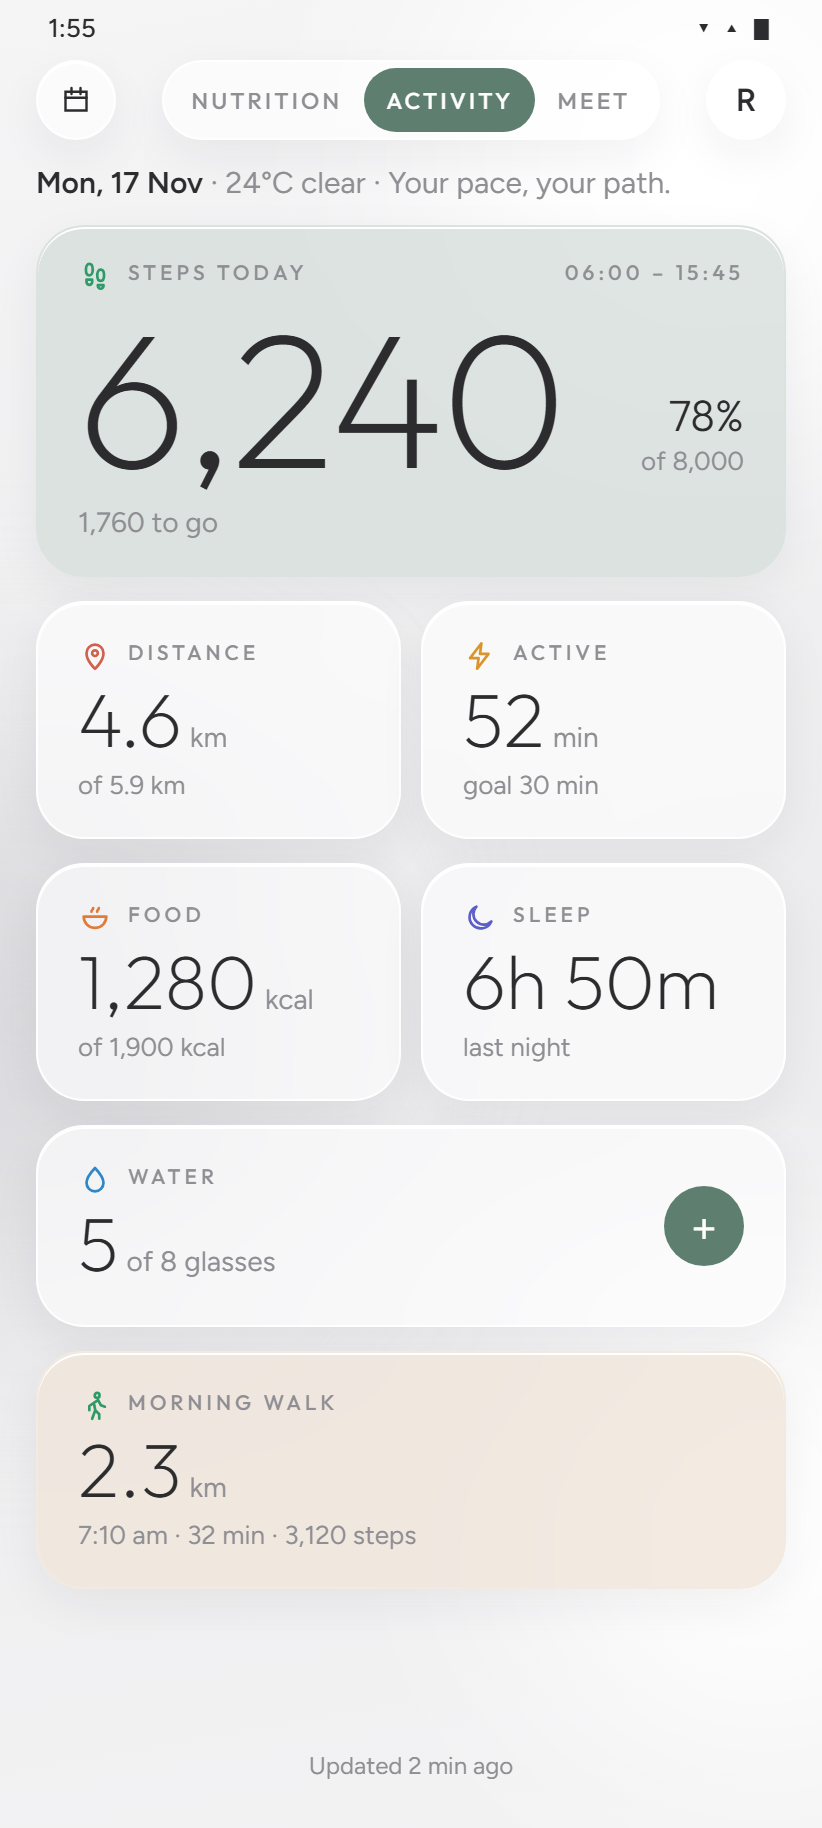 1:55
NUTRITION ACTIVITY MEET R
Mon, 17 Nov · 24°C clear · Your pace, your path.
STEPS TODAY 06:00 – 15:45
6,240
78%
of 8,000
1,760 to go
DISTANCE
4.6 km
of 5.9 km
ACTIVE
52 min
goal 30 min
FOOD
1,280 kcal
of 1,900 kcal
SLEEP
6h 50m
last night
WATER
5 of 8 glasses
+
MORNING WALK
2.3 km
7:10 am · 32 min · 3,120 steps
Updated 2 min ago